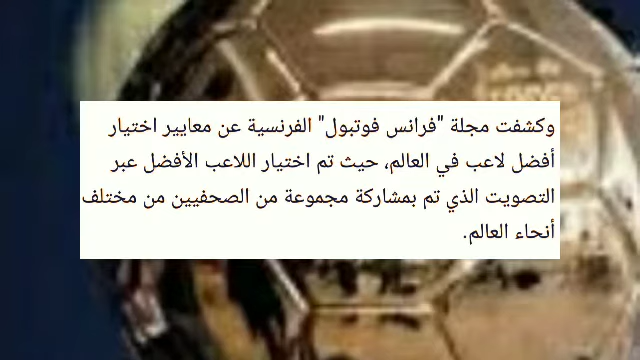 وكشفت مجلة "فرانس فوتبول" الفرنسية عن معايير اختيار
أفضل لاعب في العالم، حيث تم اختيار اللاعب الأفضل عبر
التصويت الذي تم بمشاركة مجموعة من الصحفيين من مختلف
أنحاء العالم.